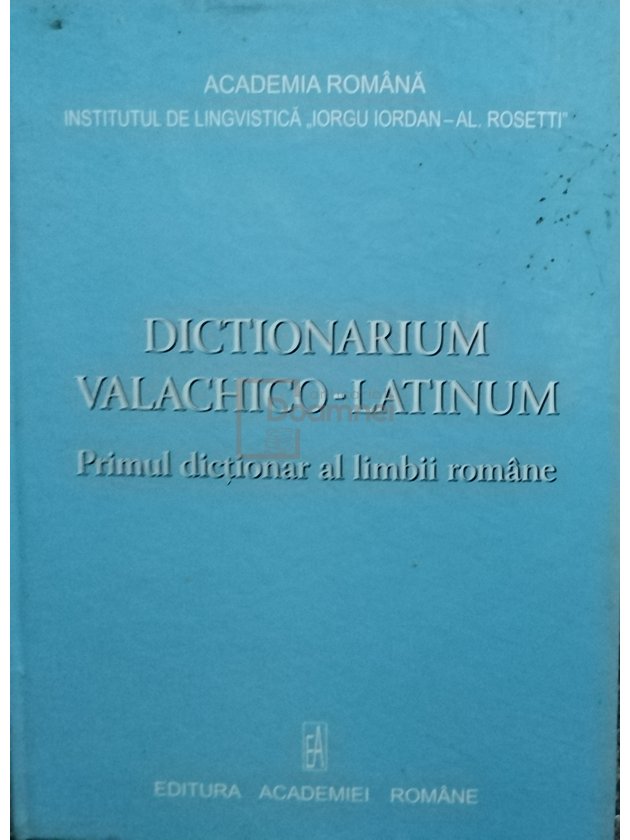 ACADEMIA ROMÂNĂ
INSTITUTUL DE LINGVISTICĂ „IORGU IORDAN – AL. ROSETTI”
DICTIONARIUM
VALACHICO-LATINUM
Primul dicționar al limbii române
EA
EDITURA ACADEMIEI ROMÂNE